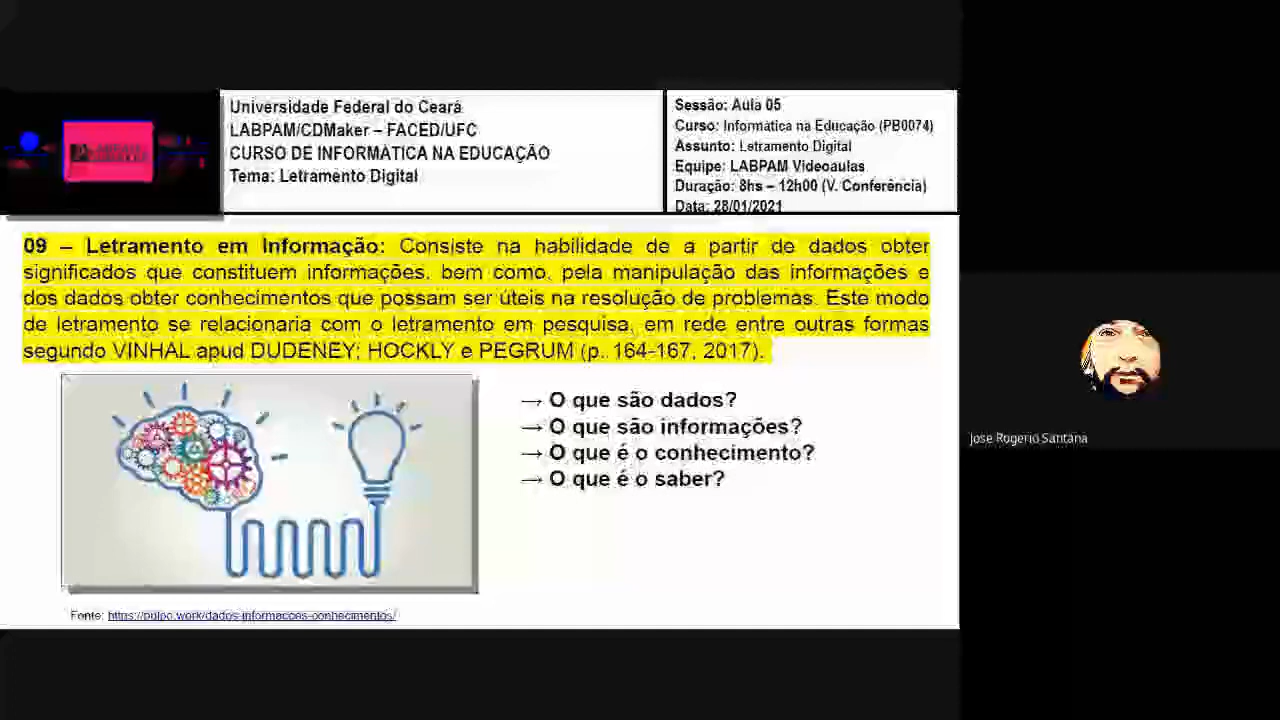 Universidade Federal do Ceará
LABPAM/CDMaker – FACED/UFC
CURSO DE INFORMÁTICA NA EDUCAÇÃO
Tema: Letramento Digital
Sessão: Aula 05
Curso: Informática na Educação (PB0074)
Assunto: Letramento Digital
Equipe: LABPAM Videoaulas
Duração: 8hs – 12h00 (V. Conferência)
Data: 28/01/2021
09 – Letramento em Informação: Consiste na habilidade de a partir de dados obter
significados que constituem informações, bem como, pela manipulação das informações e
dos dados obter conhecimentos que possam ser úteis na resolução de problemas. Este modo
de letramento se relacionaria com o letramento em pesquisa, em rede entre outras formas
segundo VINHAL apud DUDENEY; HOCKLY e PEGRUM (p.. 164-167, 2017).
→ O que são dados?
→ O que são informações?
→ O que é o conhecimento?
→ O que é o saber?
Fonte: https://pulpo.work/dados-informacoes-conhecimentos/
Jose Rogerio Santana